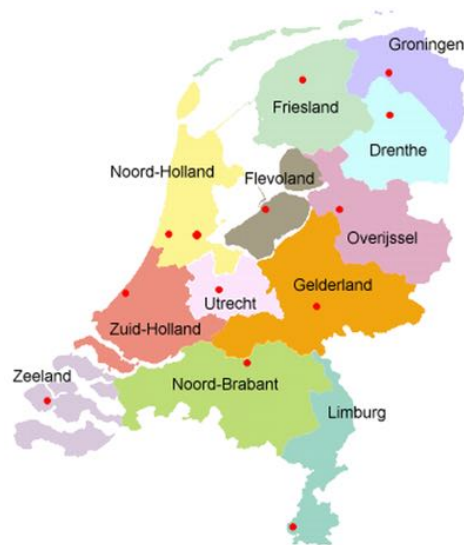 Groningen
Friesland
Drenthe
Noord-Holland
Flevoland
Overijssel
Gelderland
Utrecht
Zuid-Holland
Zeeland
Noord-Brabant
Limburg